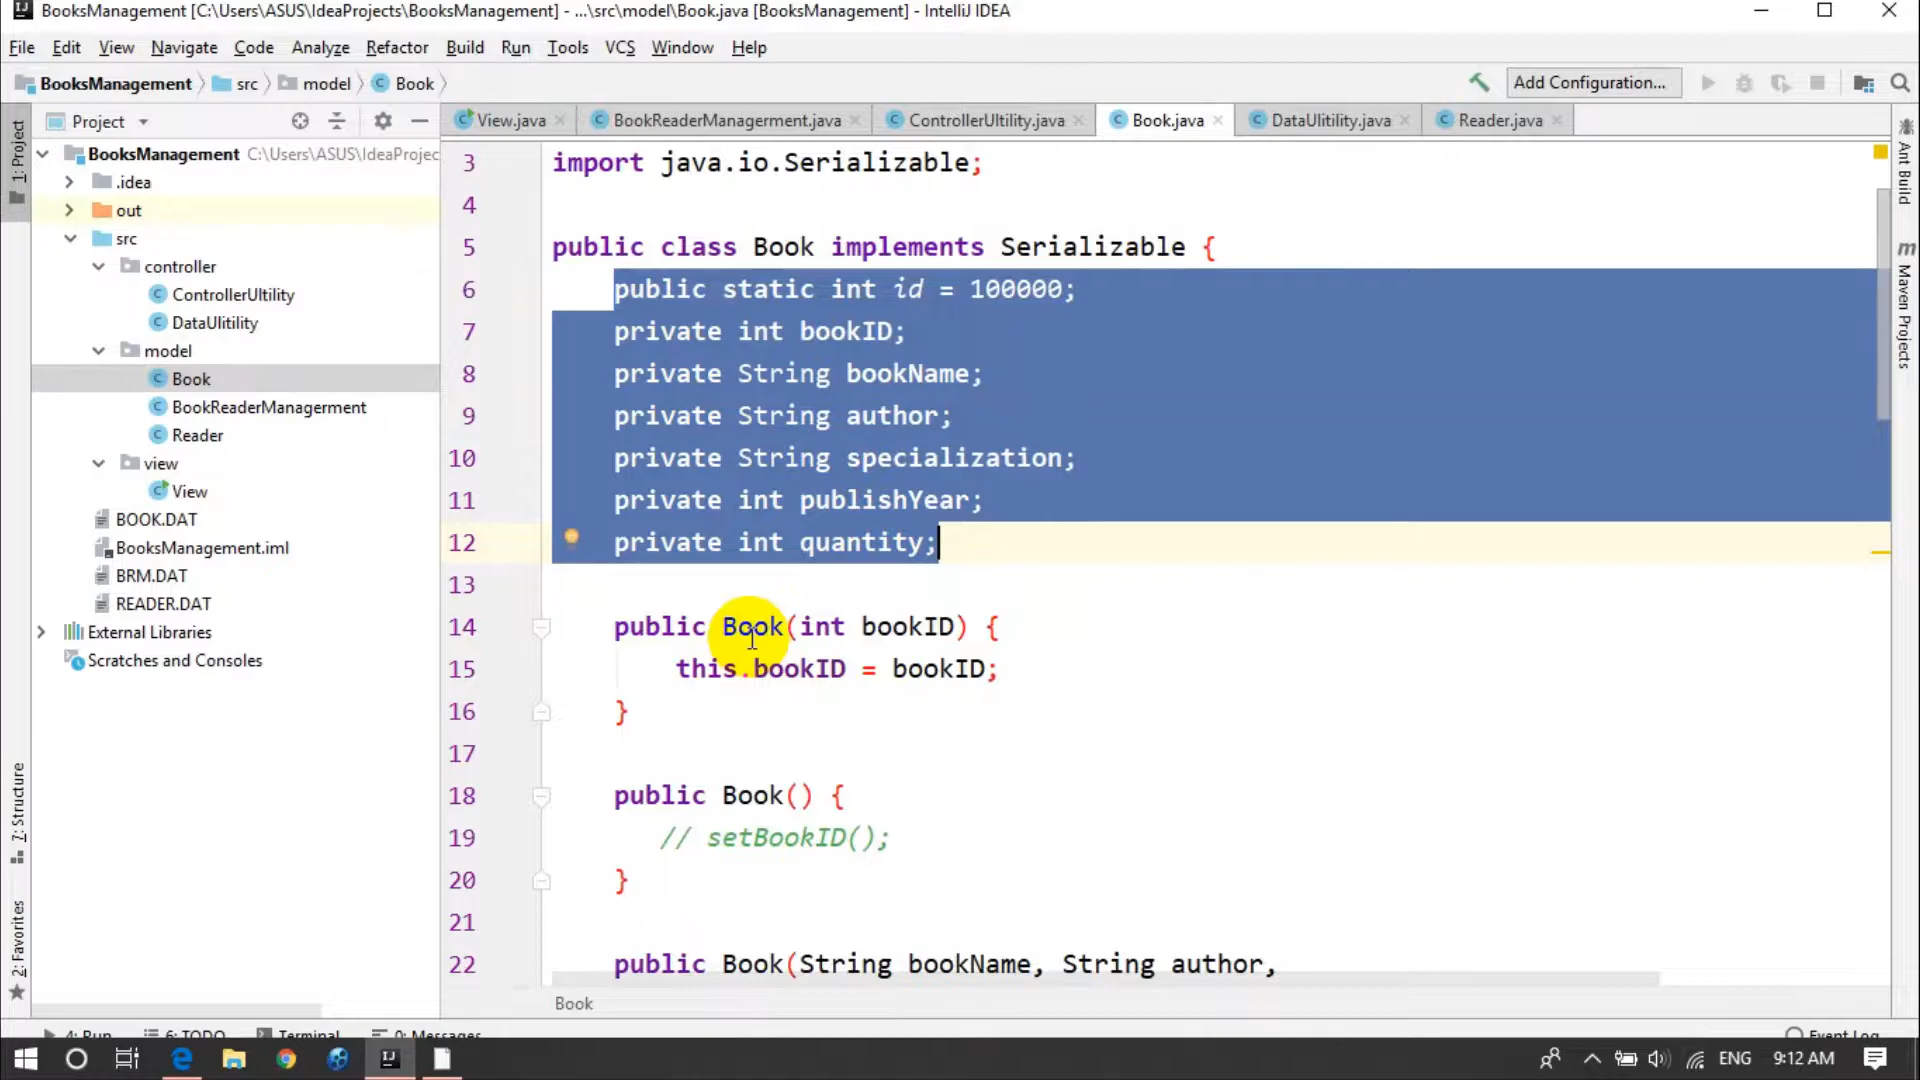 BooksManagement [C:\Users\ASUS\IdeaProjects\BooksManagement] - ...\src\model\Book.java [BooksManagement] - IntelliJ IDEA
File Edit View Navigate Code Analyze Refactor Build Run Tools VCS Window Help
BooksManagement src model Book Add Configuration...
Project View.java BookReaderManagerment.java ControllerUltility.java Book.java DataUlitility.java Reader.java
1: Project
7: Structure
2: Favorites
BooksManagement C:\Users\ASUS\IdeaProjec
.idea
out
src
controller
ControllerUltility
DataUlitility
model
Book
BookReaderManagerment
Reader
view
View
BOOK.DAT
BooksManagement.iml
BRM.DAT
READER.DAT
External Libraries
Scratches and Consoles
3 import java.io.Serializable;
4
5 public class Book implements Serializable {
6 public static int id = 100000;
7 private int bookID;
8 private String bookName;
9 private String author;
10 private String specialization;
11 private int publishYear;
12 private int quantity;
13
14 public Book(int bookID) {
15 this.bookID = bookID;
16 }
17
18 public Book() {
19 // setBookID();
20 }
21
22 public Book(String bookName, String author,
Book
Ant Build
m Maven Projects
4: Run 6: TODO Terminal 0: Messages Event Log
ENG 9:12 AM